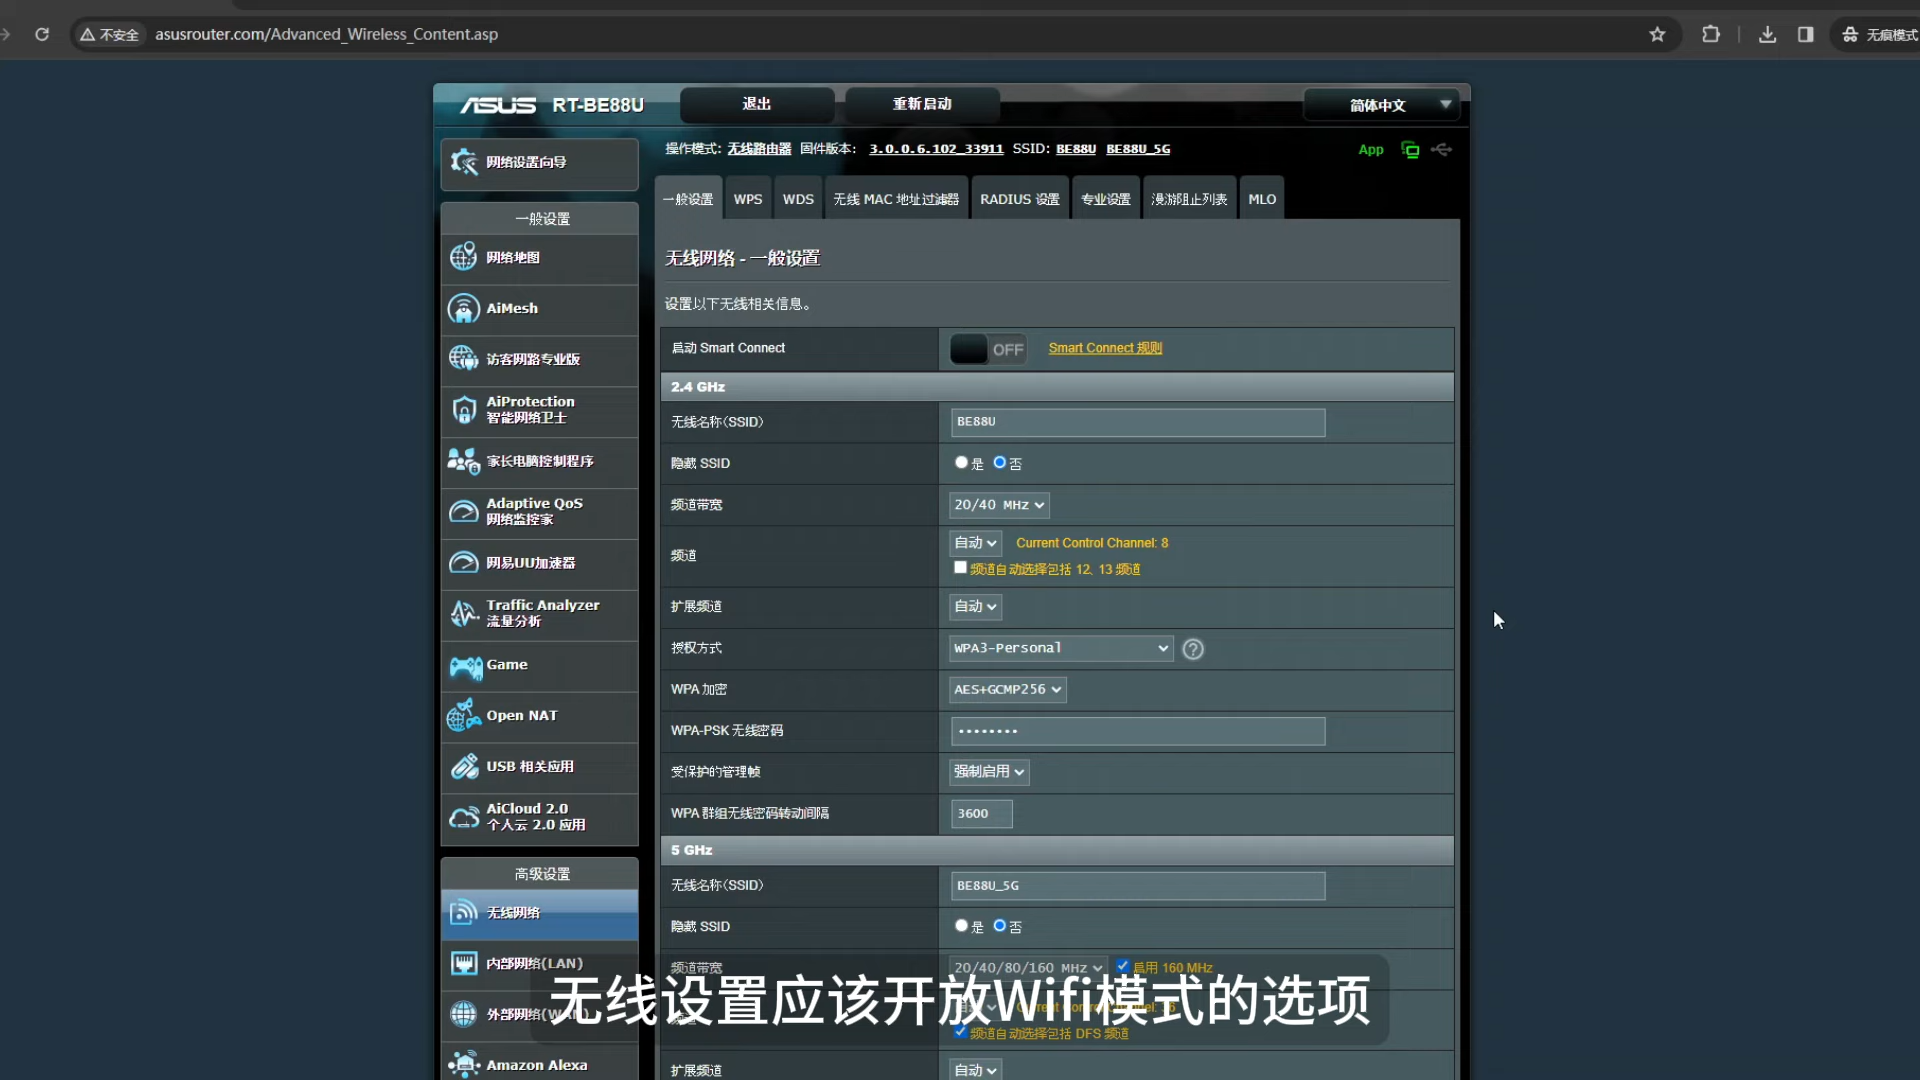 不安全
asusrouter.com/Advanced_Wireless_Content.asp
无痕模式
ASUS RT-BE88U
退出
重新启动
简体中文
操作模式: 无线路由器 固件版本: 3.0.0.6.102_33911 SSID: BE88U BE88U_5G
App
网络设置向导
一般设置
网络地图
AiMesh
访客网路专业版
AiProtection
智能网络卫士
家长电脑控制程序
Adaptive QoS
网络监控家
网易UU加速器
Traffic Analyzer
流量分析
Game
Open NAT
USB 相关应用
AiCloud 2.0
个人云 2.0 应用
高级设置
无线网络
内部网络(LAN)
外部网络(WAN)
Amazon Alexa
一般设置
WPS
WDS
无线 MAC 地址过滤器
RADIUS 设置
专业设置
漫游阻止列表
MLO
无线网络 - 一般设置
设置以下无线相关信息。
启动 Smart Connect
OFF
Smart Connect 规则
2.4 GHz
无线名称(SSID)
BE88U
隐藏 SSID
是 否
频道带宽
20/40 MHz
频道
自动 Current Control Channel: 8
频道自动选择包括 12、13 频道
扩展频道
自动
授权方式
WPA3-Personal
WPA 加密
AES+GCMP256
WPA-PSK 无线密码
••••••••
受保护的管理帧
强制启用
WPA 群组无线密码转动间隔
3600
5 GHz
无线名称(SSID)
BE88U_5G
隐藏 SSID
是 否
频道带宽
20/40/80/160 MHz 启用 160 MHz
频道自动选择包括 DFS 频道
扩展频道
自动
无线设置应该开放Wifi模式的选项